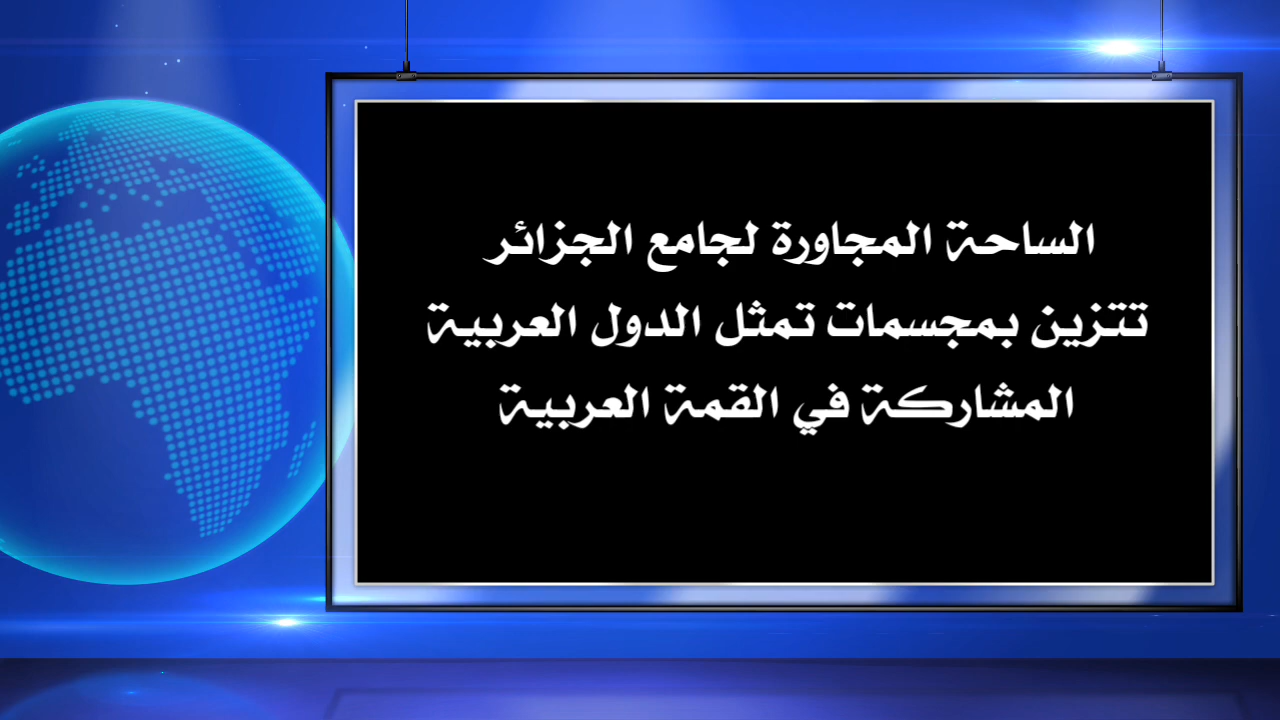 الساحة المجاورة لجامع الجزائر
تتزين بمجسمات تمثل الدول العربية
المشاركة في القمة العربية